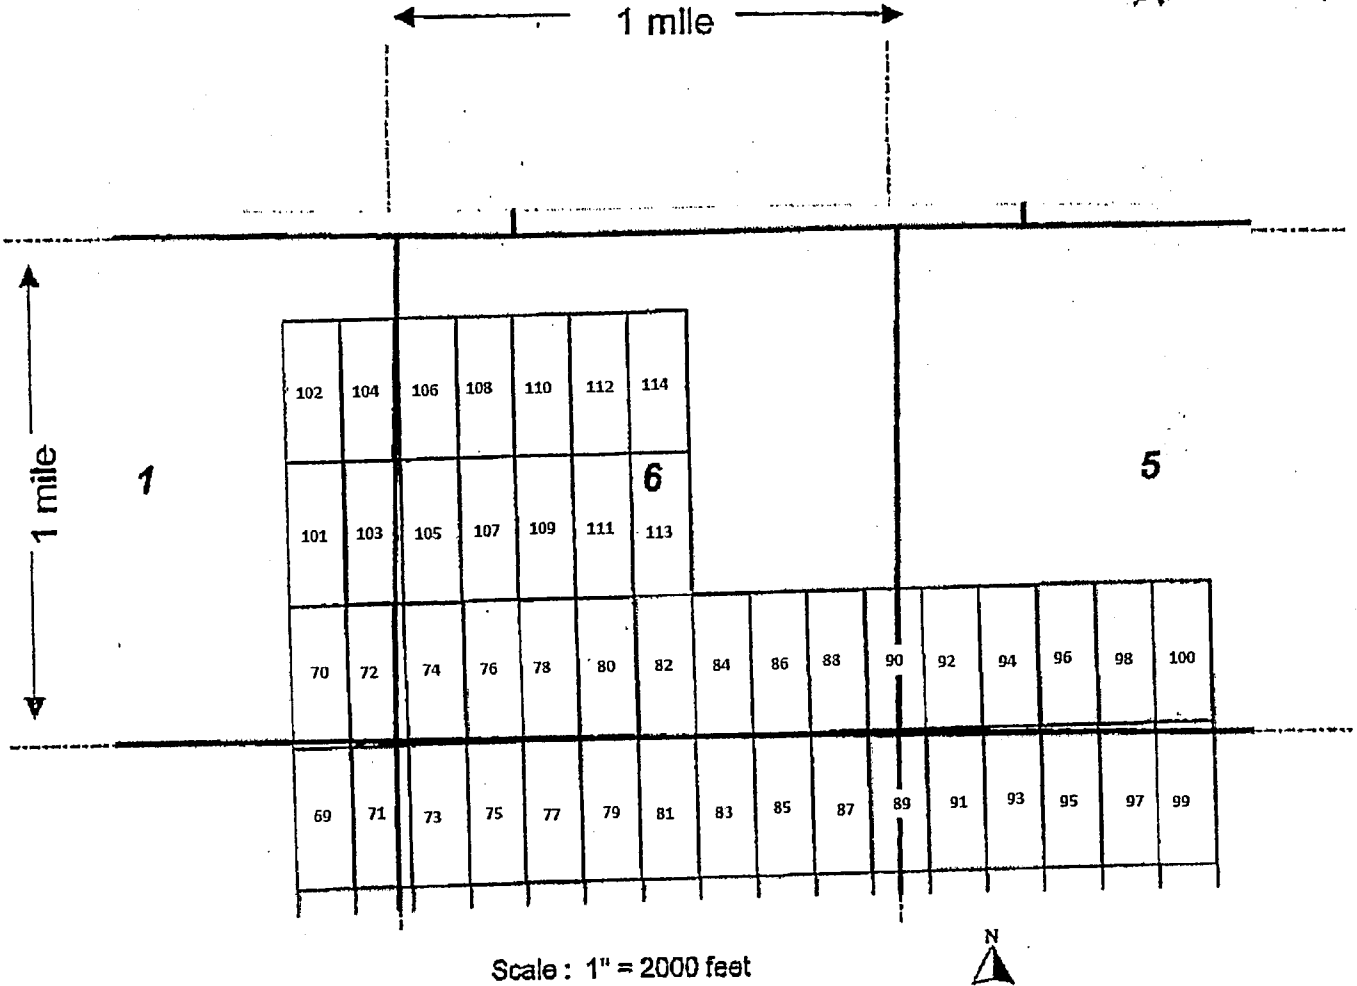 1 mile
102 104 106 108 110 112 114
1 mile
1
6
5
101 103 105 107 109 111 113
70 72 74 76 78 80 82 84 86 88 90 92 94 96 98 100
69 71 73 75 77 79 81 83 85 87 89 91 93 95 97 99
N
Scale : 1" = 2000 feet